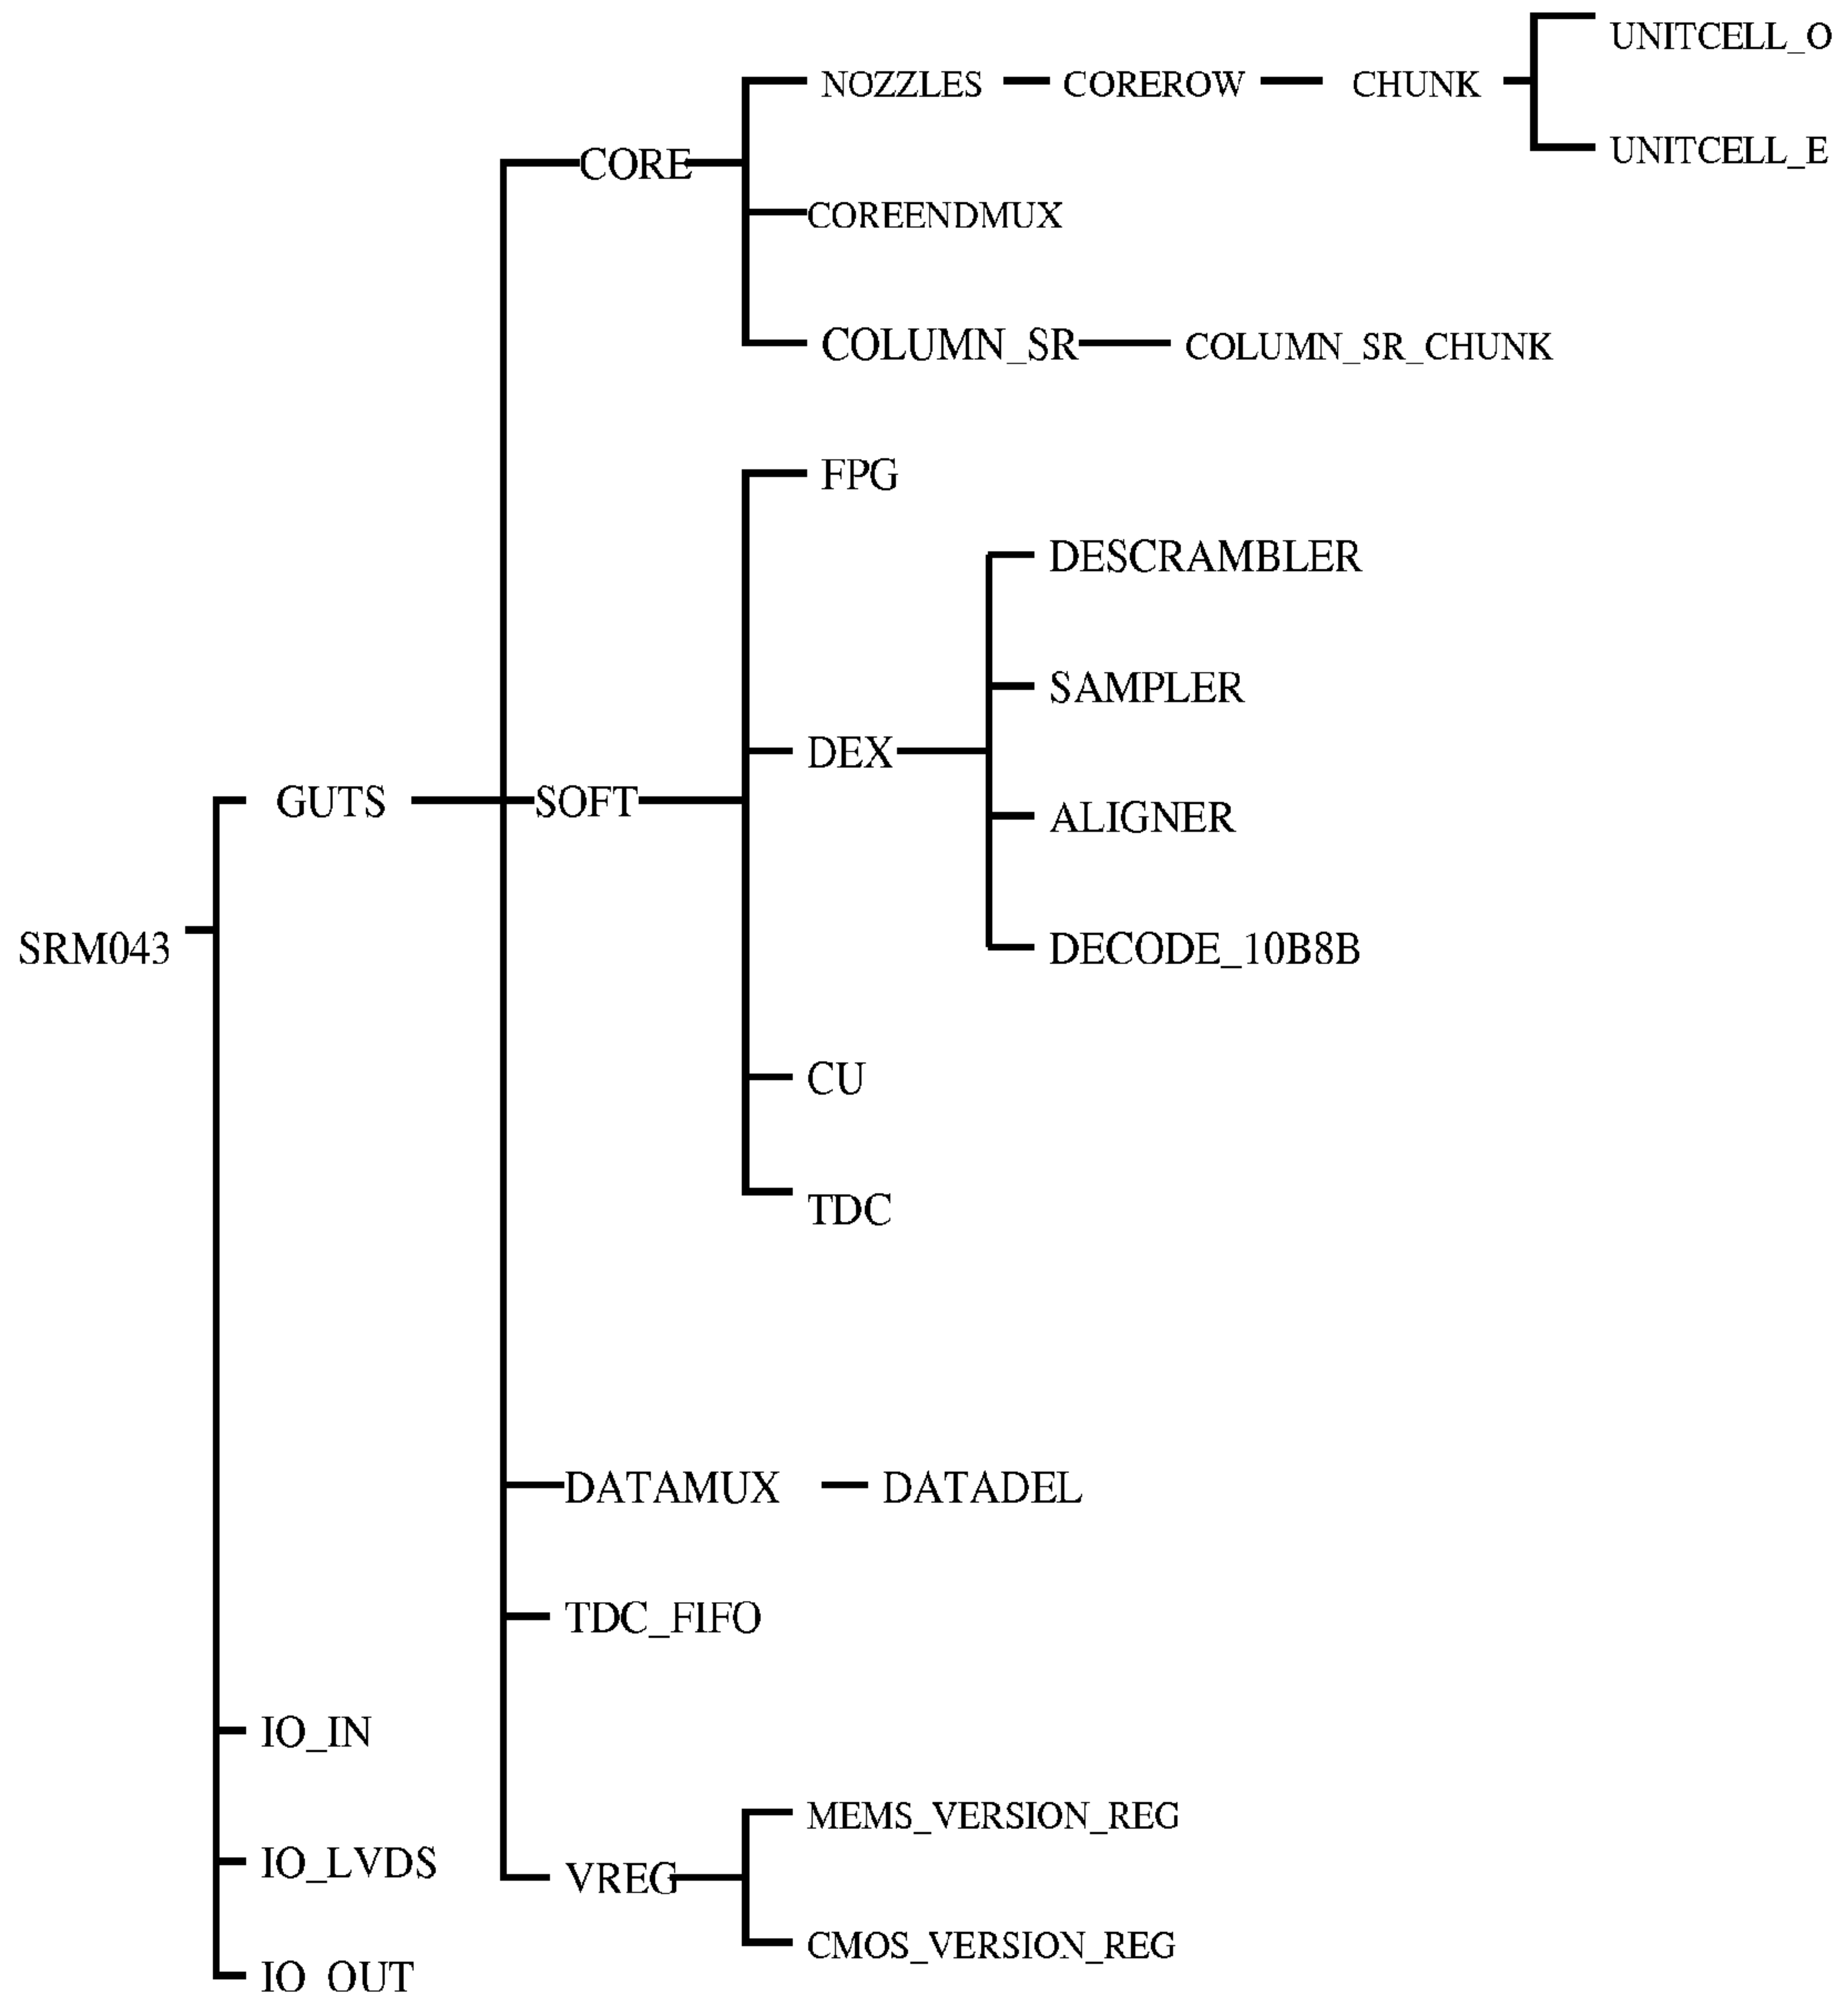 UNITCELL_O
NOZZLES COREROW CHUNK
UNITCELL_E
CORE
COREENDMUX
COLUMN_SR COLUMN_SR_CHUNK
FPG
DESCRAMBLER
SAMPLER
DEX
GUTS SOFT
ALIGNER
SRM043
DECODE_10B8B
CU
TDC
DATAMUX DATADEL
TDC_FIFO
IO_IN
MEMS_VERSION_REG
IO_LVDS
VREG
CMOS_VERSION_REG
IO_OUT